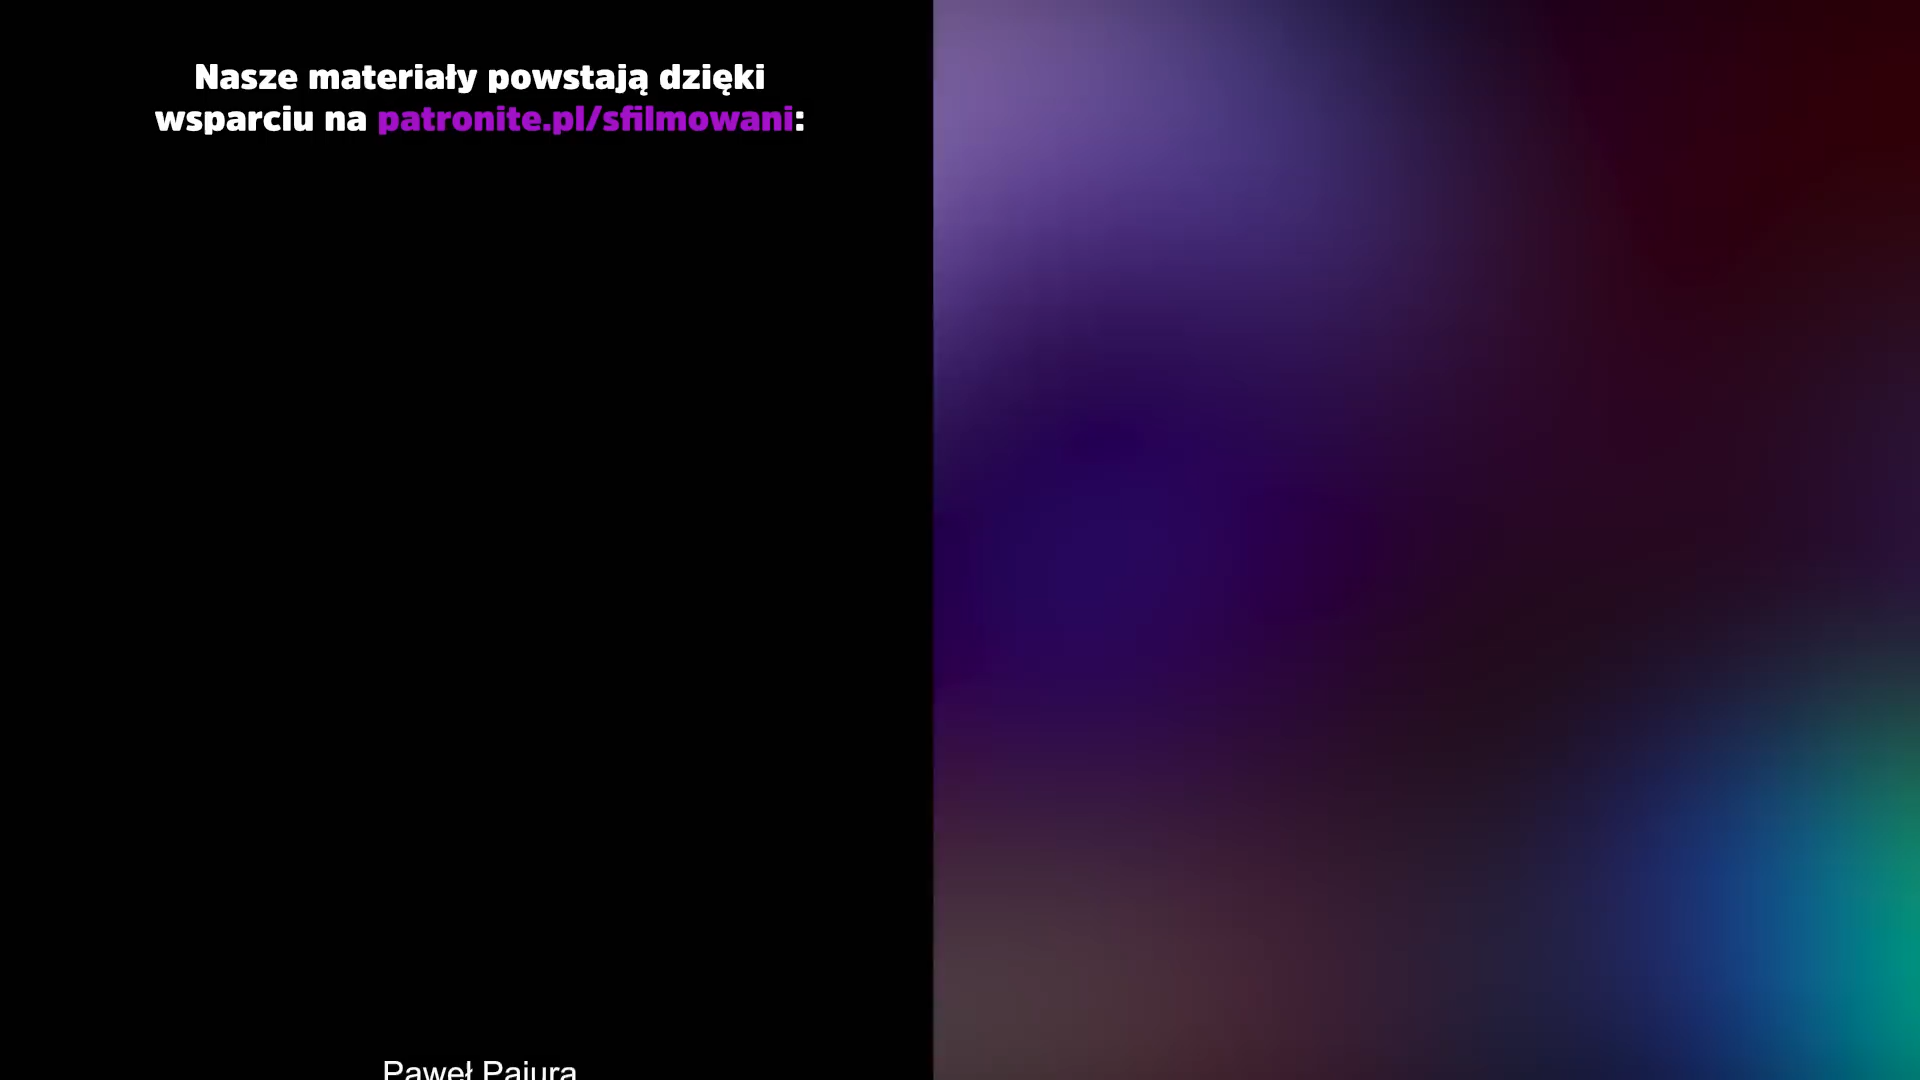 Nasze materiały powstają dzięki
wsparciu na patronite.pl/sfilmowani:
Paweł Pajura